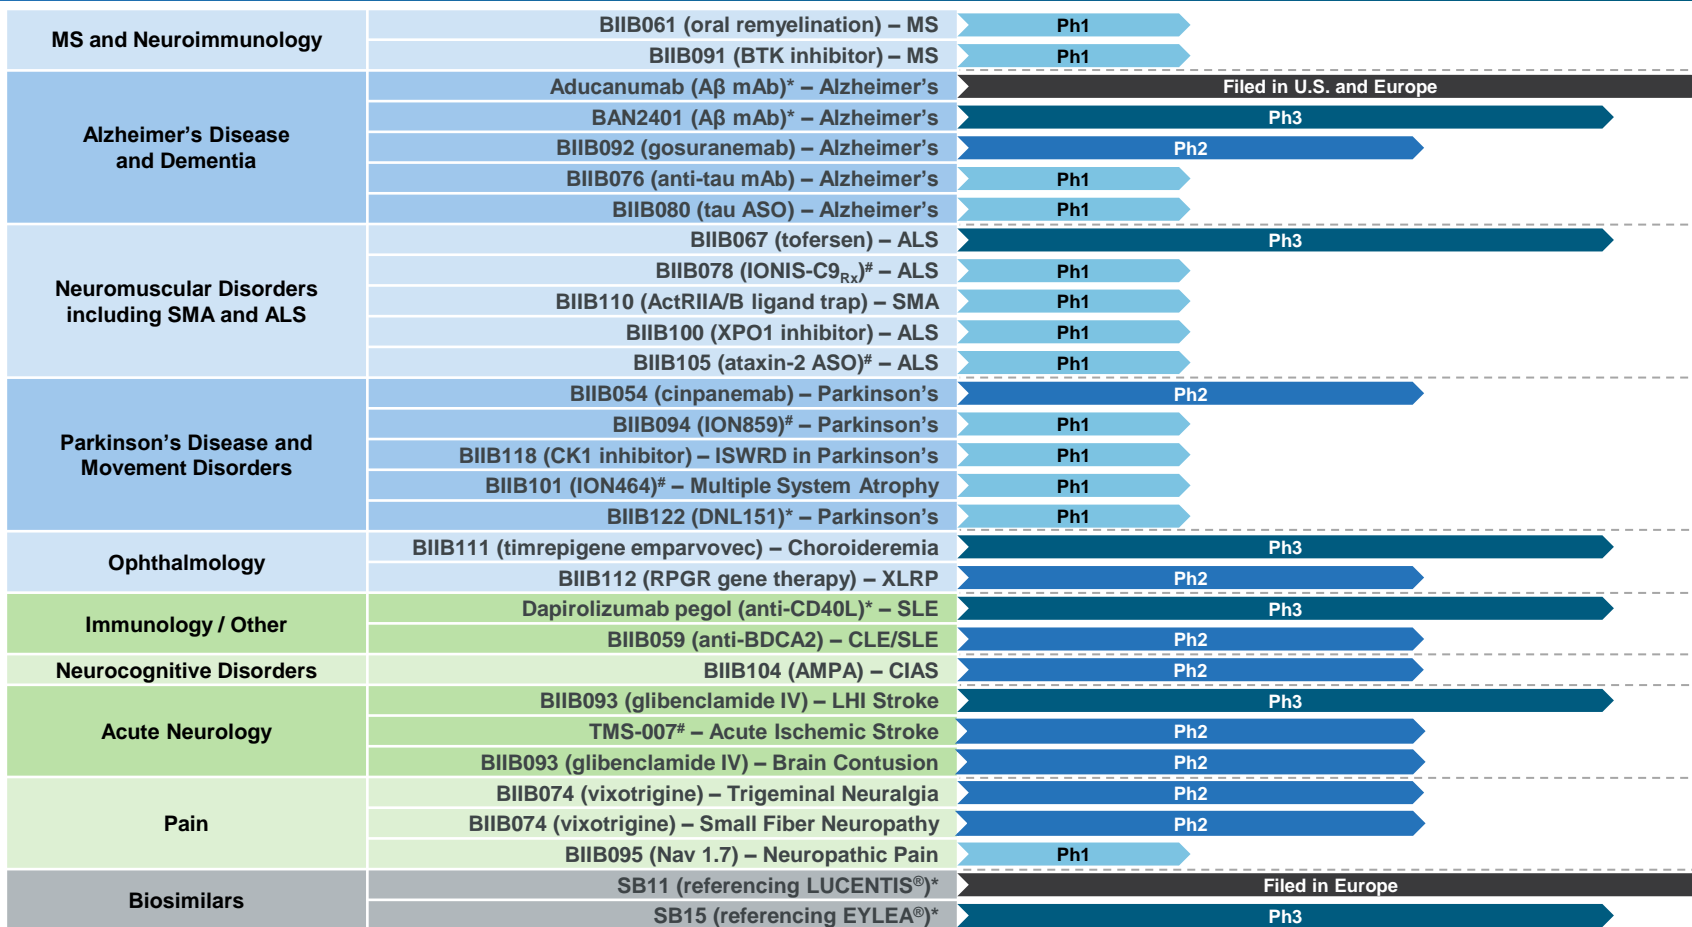 MS and Neuroimmunology
BIIB061 (oral remyelination) – MS
Ph1
BIIB091 (BTK inhibitor) – MS
Ph1
Alzheimer's Disease
and Dementia
Aducanumab (Aβ mAb)* – Alzheimer's
Filed in U.S. and Europe
BAN2401 (Aβ mAb)* – Alzheimer's
Ph3
BIIB092 (gosuranemab) – Alzheimer's
Ph2
BIIB076 (anti-tau mAb) – Alzheimer's
Ph1
BIIB080 (tau ASO) – Alzheimer's
Ph1
Neuromuscular Disorders
including SMA and ALS
BIIB067 (tofersen) – ALS
Ph3
BIIB078 (IONIS-C9Rx)# – ALS
Ph1
BIIB110 (ActRIIA/B ligand trap) – SMA
Ph1
BIIB100 (XPO1 inhibitor) – ALS
Ph1
BIIB105 (ataxin-2 ASO)# – ALS
Ph1
Parkinson's Disease and
Movement Disorders
BIIB054 (cinpanemab) – Parkinson's
Ph2
BIIB094 (ION859)# – Parkinson's
Ph1
BIIB118 (CK1 inhibitor) – ISWRD in Parkinson's
Ph1
BIIB101 (ION464)# – Multiple System Atrophy
Ph1
BIIB122 (DNL151)* – Parkinson's
Ph1
Ophthalmology
BIIB111 (timrepigene emparvovec) – Choroideremia
Ph3
BIIB112 (RPGR gene therapy) – XLRP
Ph2
Immunology / Other
Dapirolizumab pegol (anti-CD40L)* – SLE
Ph3
BIIB059 (anti-BDCA2) – CLE/SLE
Ph2
Neurocognitive Disorders
BIIB104 (AMPA) – CIAS
Ph2
Acute Neurology
BIIB093 (glibenclamide IV) – LHI Stroke
Ph3
TMS-007# – Acute Ischemic Stroke
Ph2
BIIB093 (glibenclamide IV) – Brain Contusion
Ph2
Pain
BIIB074 (vixotrigine) – Trigeminal Neuralgia
Ph2
BIIB074 (vixotrigine) – Small Fiber Neuropathy
Ph2
BIIB095 (Nav 1.7) – Neuropathic Pain
Ph1
Biosimilars
SB11 (referencing LUCENTIS®)*
Filed in Europe
SB15 (referencing EYLEA®)*
Ph3